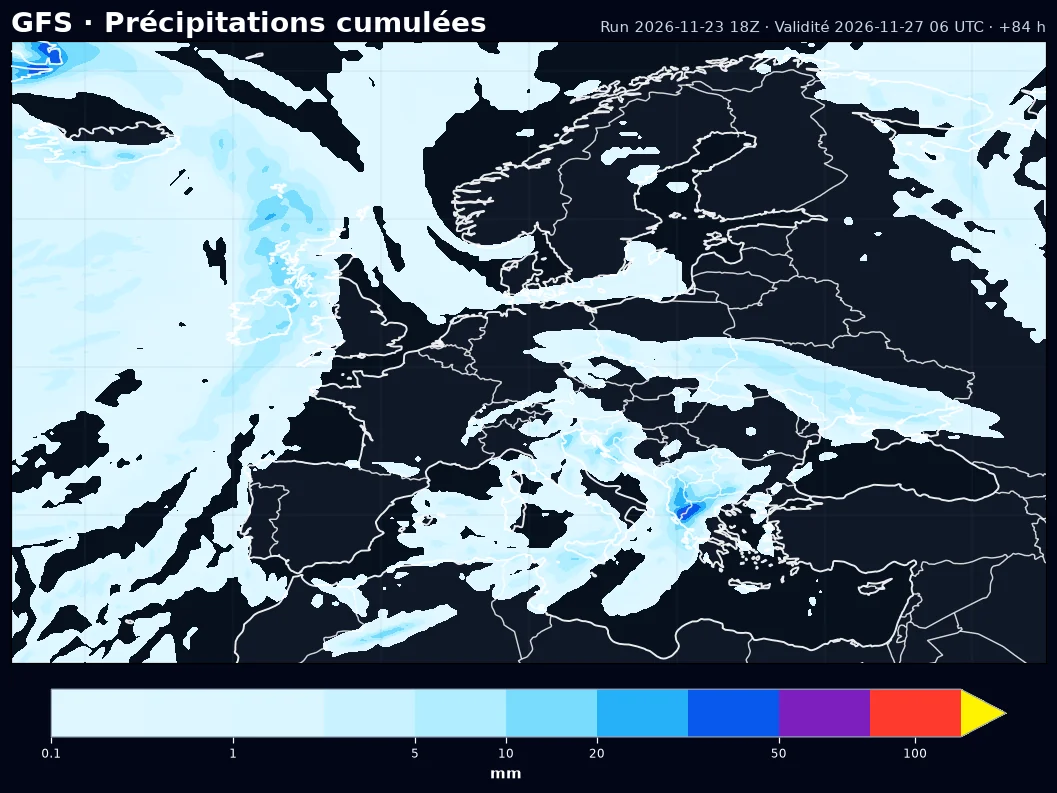 GFS · Précipitations cumulées
Run 2026-11-23 18Z · Validité 2026-11-27 06 UTC · +84 h
0.1 1 5 10 20 50 100
mm